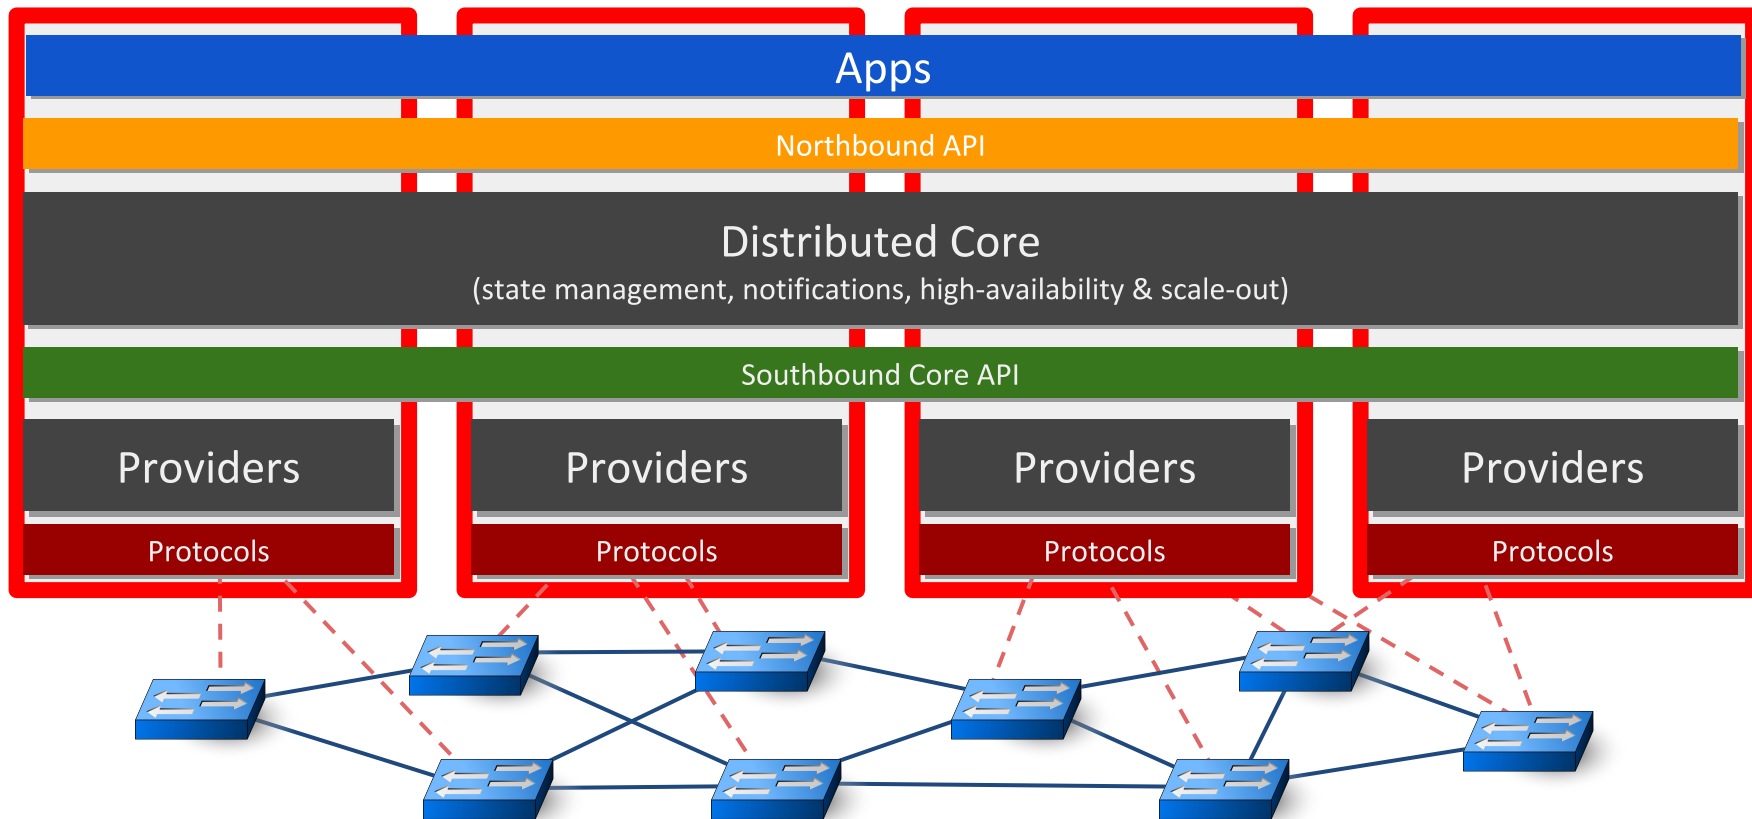 Apps
Northbound API
Distributed Core
(state management, notifications, high-availability & scale-out)
Southbound Core API
Providers
Providers
Providers
Providers
Protocols
Protocols
Protocols
Protocols